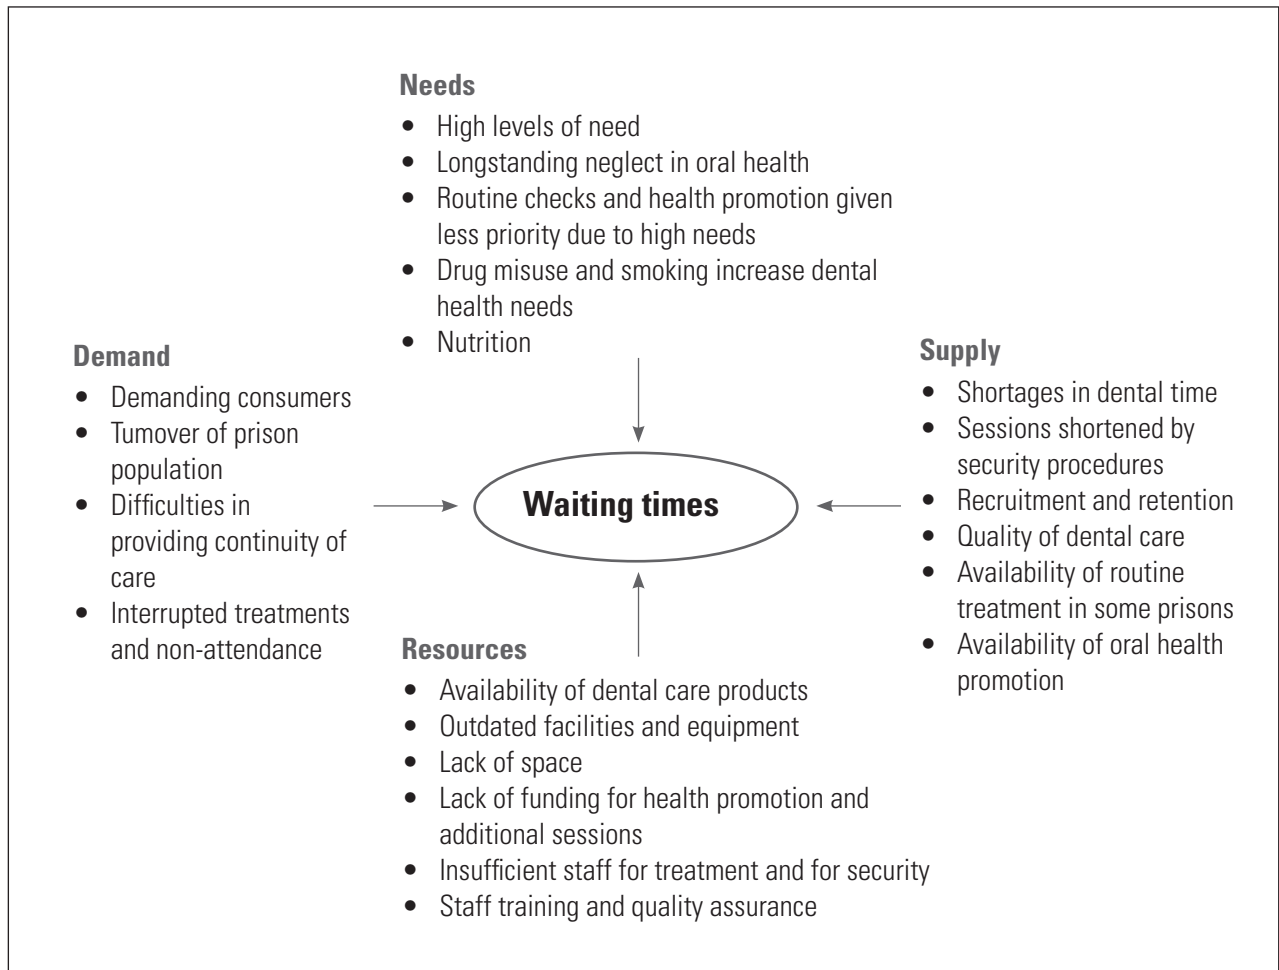 Needs
• High levels of need
• Longstanding neglect in oral health
• Routine checks and health promotion given
less priority due to high needs
• Drug misuse and smoking increase dental
health needs
• Nutrition
Demand
• Demanding consumers
• Tumover of prison
population
• Difficulties in
providing continuity of
care
• Interrupted treatments
and non-attendance
Waiting times
Supply
• Shortages in dental time
• Sessions shortened by
security procedures
• Recruitment and retention
• Quality of dental care
• Availability of routine
treatment in some prisons
• Availability of oral health
promotion
Resources
• Availability of dental care products
• Outdated facilities and equipment
• Lack of space
• Lack of funding for health promotion and
additional sessions
• Insufficient staff for treatment and for security
• Staff training and quality assurance